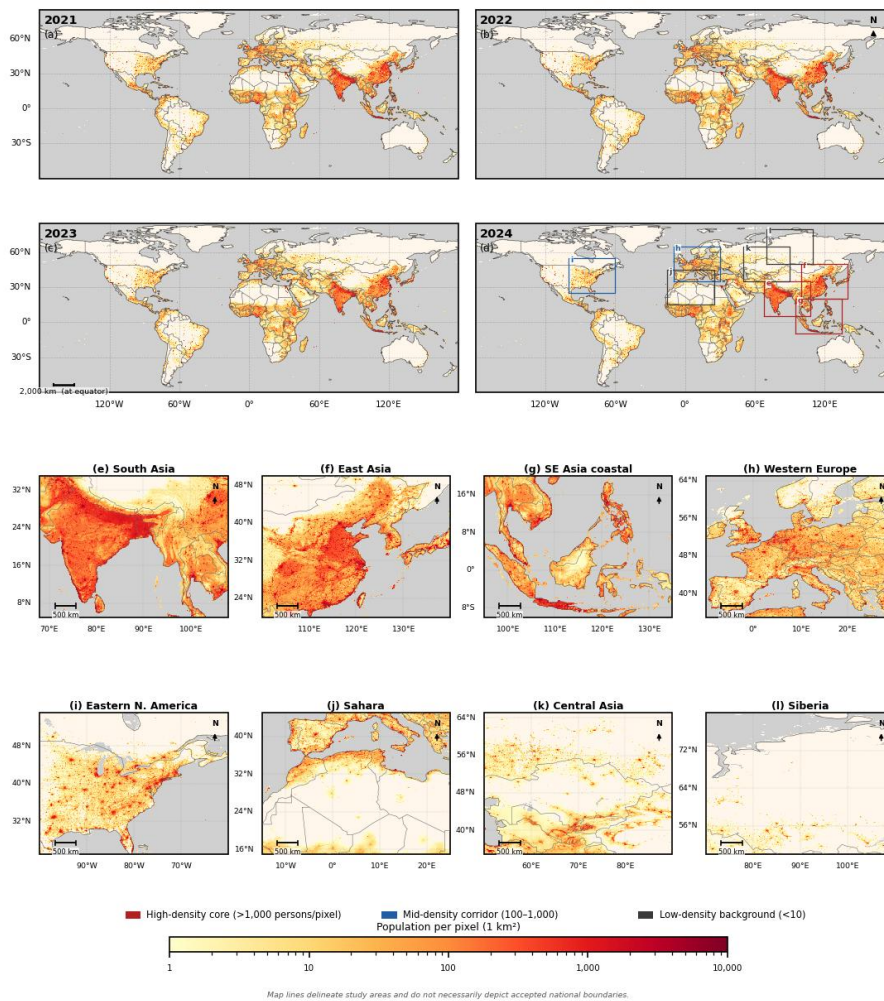 2021
(a)
60°N
30°N
0°
30°S
2022
(b)
N
2023
(c)
60°N
30°N
0°
30°S
2,000 km (at equator)
120°W 60°W 0° 60°E 120°E
2024
(d)
h
i
j
k
l
f
e
g
120°W 60°W 0° 60°E 120°E
(e) South Asia
32°N
24°N
16°N
8°N
N
500 km
70°E 80°E 90°E 100°E
(f) East Asia
48°N
40°N
32°N
24°N
N
500 km
110°E 120°E 130°E
(g) SE Asia coastal
16°N
8°N
0°
8°S
N
500 km
100°E 110°E 120°E 130°E
(h) Western Europe
64°N
56°N
48°N
40°N
N
500 km
0° 10°E 20°E
(i) Eastern N. America
48°N
40°N
32°N
N
500 km
90°W 80°W 70°W
(j) Sahara
40°N
32°N
24°N
16°N
N
500 km
10°W 0° 10°E 20°E
(k) Central Asia
64°N
56°N
48°N
40°N
N
500 km
60°E 70°E 80°E
(l) Siberia
72°N
64°N
56°N
N
500 km
80°E 90°E 100°E
High-density core (>1,000 persons/pixel) Mid-density corridor (100–1,000) Low-density background (<10)
Population per pixel (1 km²)
1 10 100 1,000 10,000
Map lines delineate study areas and do not necessarily depict accepted national boundaries.